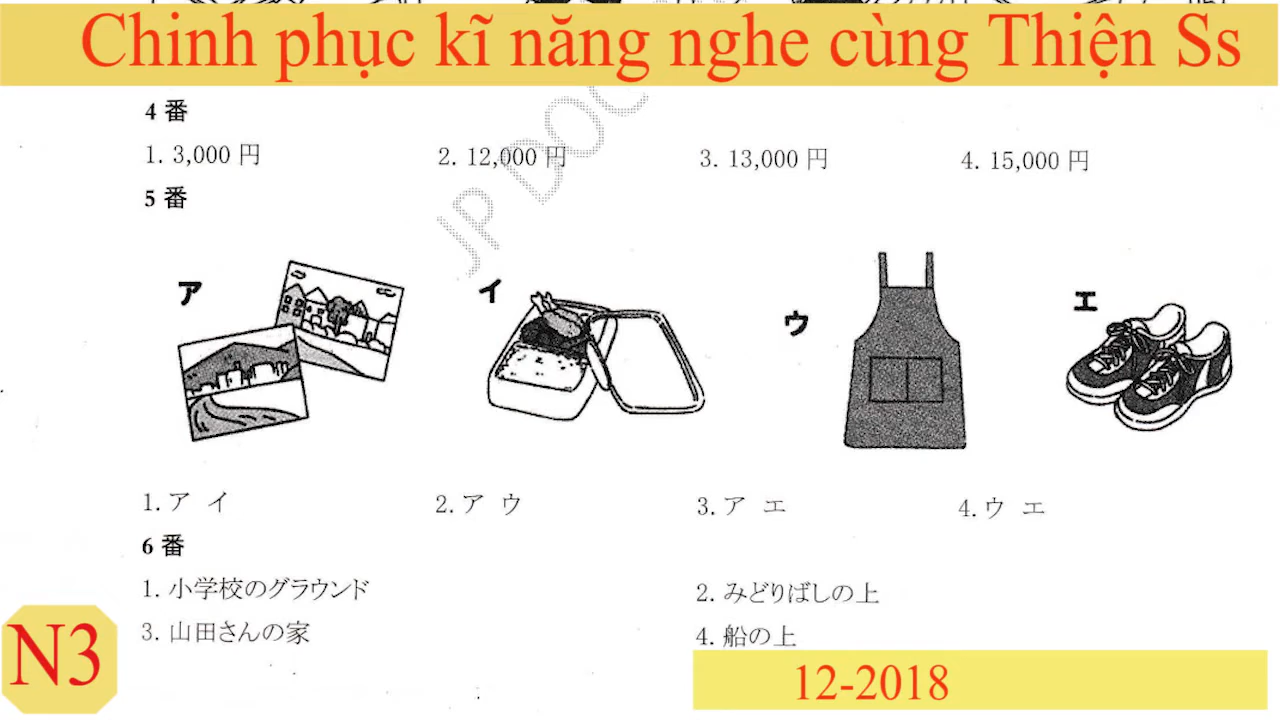 Chinh phục kĩ năng nghe cùng Thiện Ss
4 番
1. 3,000 円 2. 12,000 円 3. 13,000 円 4. 15,000 円
5 番
ア イ ウ エ
1. ア イ 2. ア ウ 3. ア エ 4. ウ エ
6 番
1. 小学校のグラウンド 2. みどりばしの上
3. 山田さんの家 4. 船の上
N3
12-2018